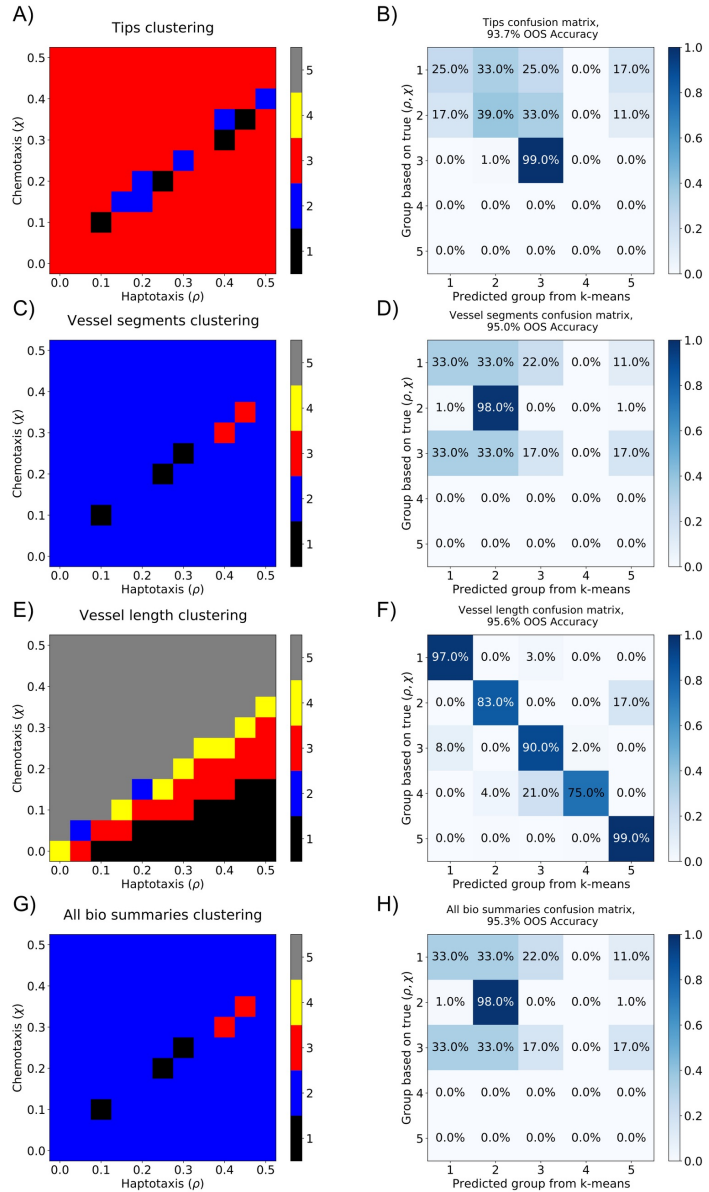 A)
Tips clustering
Chemotaxis (χ)
0.5
0.4
0.3
0.2
0.1
0.0
0.0 0.1 0.2 0.3 0.4 0.5
Haptotaxis (ρ)
5
4
3
2
1
B)
Tips confusion matrix,
93.7% OOS Accuracy
Group based on true (ρ, χ)
1 25.0% 33.0% 25.0% 0.0% 17.0%
2 17.0% 39.0% 33.0% 0.0% 11.0%
3 0.0% 1.0% 99.0% 0.0% 0.0%
4 0.0% 0.0% 0.0% 0.0% 0.0%
5 0.0% 0.0% 0.0% 0.0% 0.0%
1 2 3 4 5
Predicted group from k-means
1.0
0.8
0.6
0.4
0.2
0.0
C)
Vessel segments clustering
Chemotaxis (χ)
0.5
0.4
0.3
0.2
0.1
0.0
0.0 0.1 0.2 0.3 0.4 0.5
Haptotaxis (ρ)
5
4
3
2
1
D)
Vessel segments confusion matrix,
95.0% OOS Accuracy
Group based on true (ρ, χ)
1 33.0% 33.0% 22.0% 0.0% 11.0%
2 1.0% 98.0% 0.0% 0.0% 1.0%
3 33.0% 33.0% 17.0% 0.0% 17.0%
4 0.0% 0.0% 0.0% 0.0% 0.0%
5 0.0% 0.0% 0.0% 0.0% 0.0%
1 2 3 4 5
Predicted group from k-means
1.0
0.8
0.6
0.4
0.2
0.0
E)
Vessel length clustering
Chemotaxis (χ)
0.5
0.4
0.3
0.2
0.1
0.0
0.0 0.1 0.2 0.3 0.4 0.5
Haptotaxis (ρ)
5
4
3
2
1
F)
Vessel length confusion matrix,
95.6% OOS Accuracy
Group based on true (ρ, χ)
1 97.0% 0.0% 3.0% 0.0% 0.0%
2 0.0% 83.0% 0.0% 0.0% 17.0%
3 8.0% 0.0% 90.0% 2.0% 0.0%
4 0.0% 4.0% 21.0% 75.0% 0.0%
5 0.0% 0.0% 0.0% 0.0% 99.0%
1 2 3 4 5
Predicted group from k-means
1.0
0.8
0.6
0.4
0.2
0.0
G)
All bio summaries clustering
Chemotaxis (χ)
0.5
0.4
0.3
0.2
0.1
0.0
0.0 0.1 0.2 0.3 0.4 0.5
Haptotaxis (ρ)
5
4
3
2
1
H)
All bio summaries confusion matrix,
95.3% OOS Accuracy
Group based on true (ρ, χ)
1 33.0% 33.0% 22.0% 0.0% 11.0%
2 1.0% 98.0% 0.0% 0.0% 1.0%
3 33.0% 33.0% 17.0% 0.0% 17.0%
4 0.0% 0.0% 0.0% 0.0% 0.0%
5 0.0% 0.0% 0.0% 0.0% 0.0%
1 2 3 4 5
Predicted group from k-means
1.0
0.8
0.6
0.4
0.2
0.0